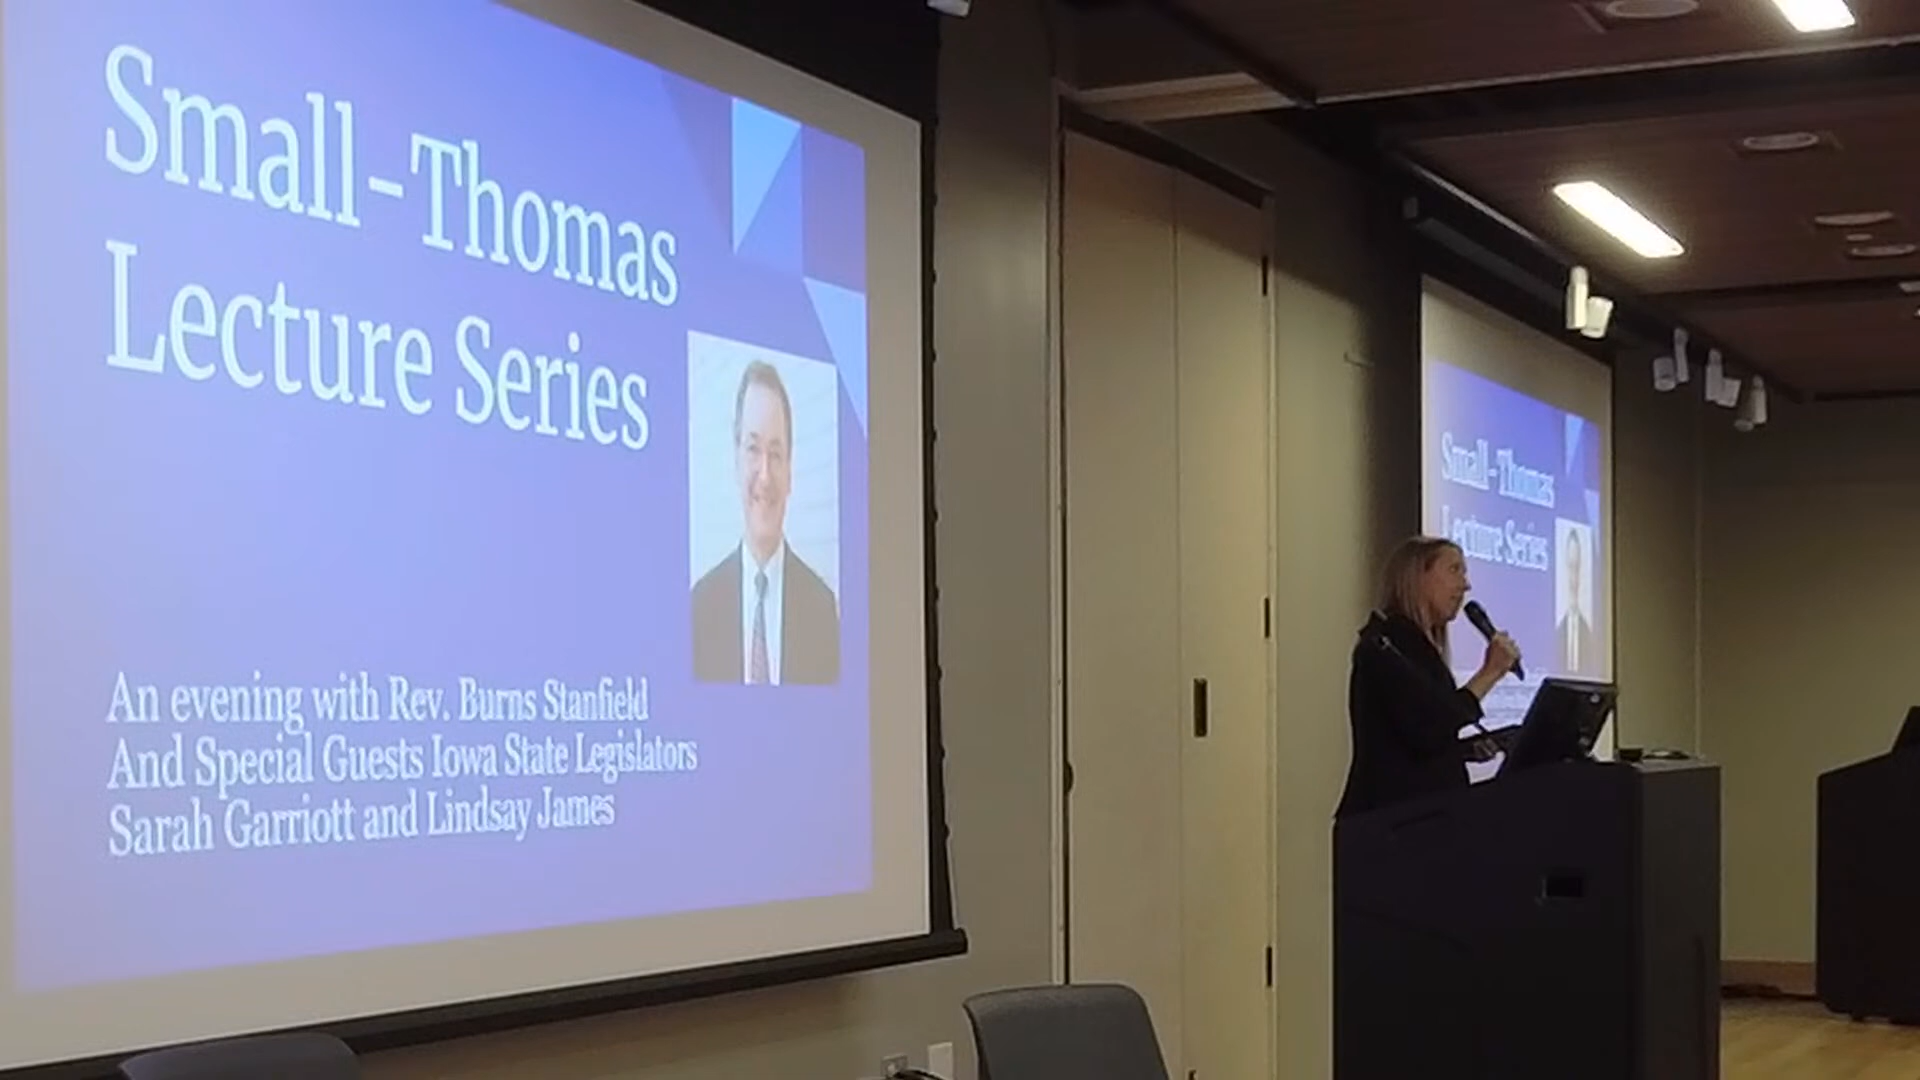 Small-Thomas
Lecture Series
An evening with Rev. Burns Stanfield
And Special Guests Iowa State Legislators
Sarah Garriott and Lindsay James
Small-Thomas
Lecture Series